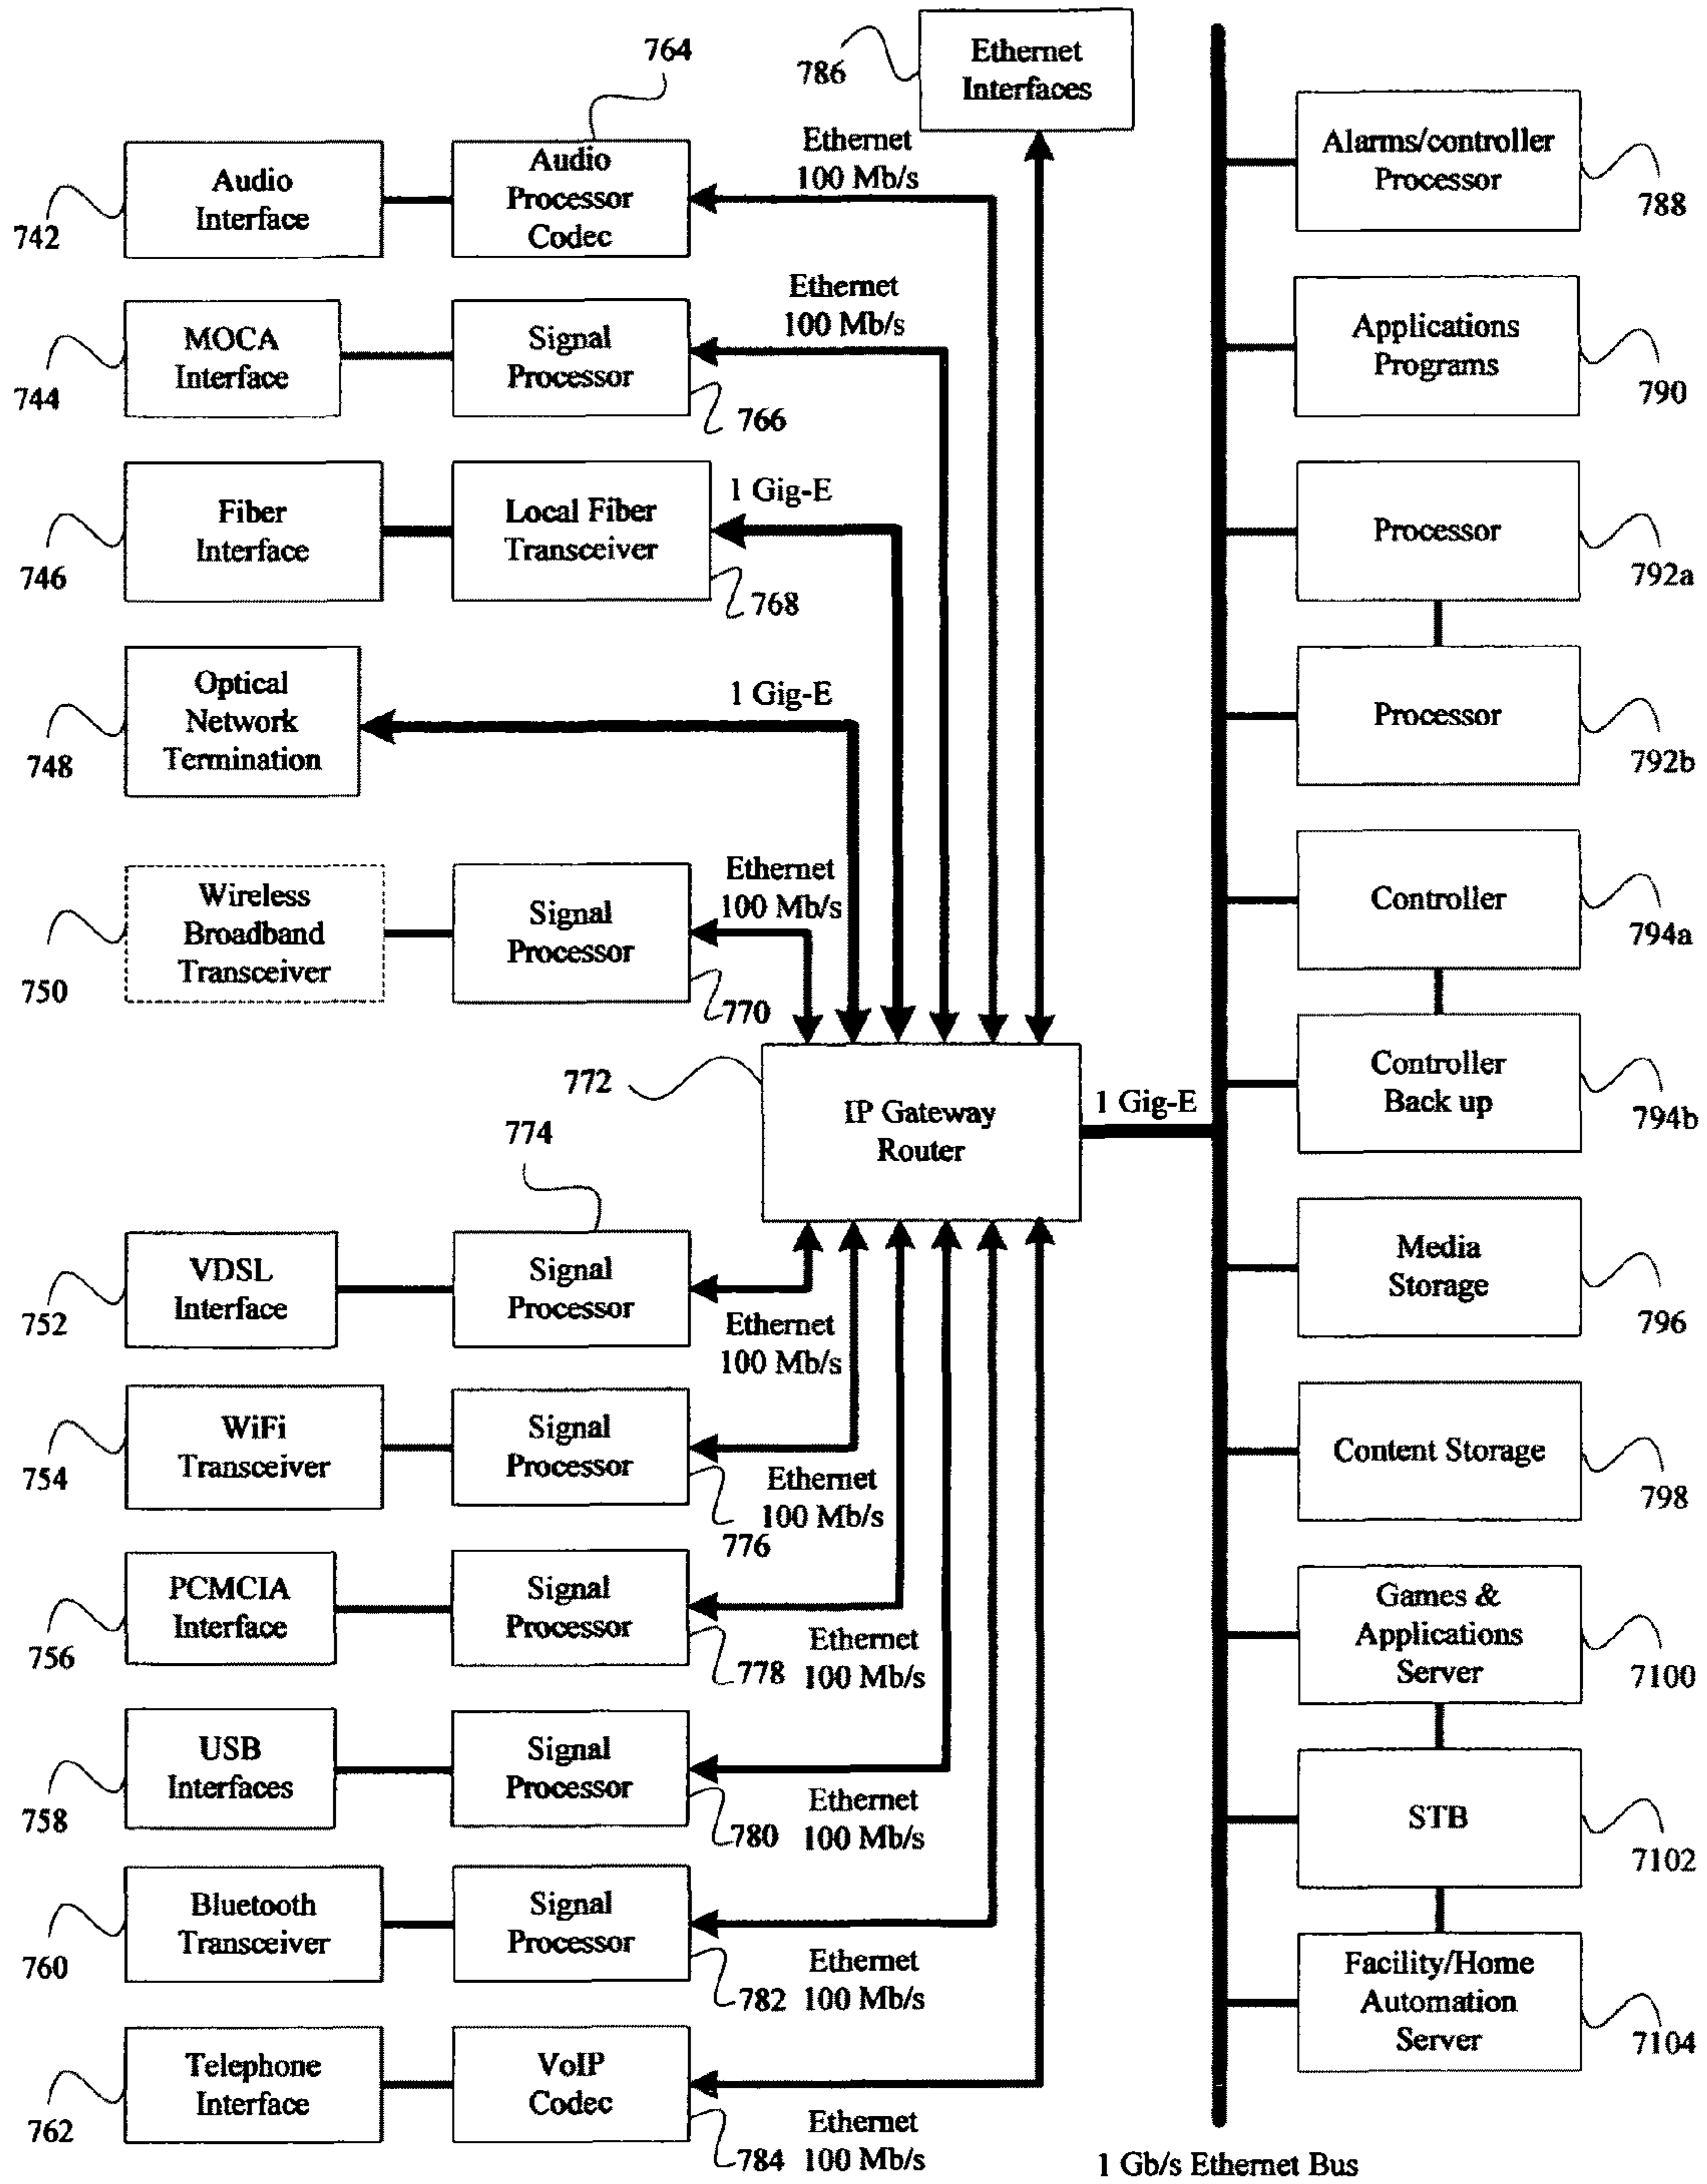 764
786
Ethernet
Interfaces
Ethernet
100 Mb/s
Audio
Interface
742
Audio
Processor
Codec
Alarms/controller
Processor
788
Ethernet
100 Mb/s
MOCA
Interface
744
Signal
Processor
766
Applications
Programs
790
1 Gig-E
Fiber
Interface
746
Local Fiber
Transceiver
768
Processor
792a
1 Gig-E
Optical
Network
Termination
748
Processor
792b
Ethernet
100 Mb/s
Wireless
Broadband
Transceiver
750
Signal
Processor
770
Controller
794a
772
IP Gateway
Router
1 Gig-E
Controller
Back up
794b
774
VDSL
Interface
752
Signal
Processor
Ethernet
100 Mb/s
Media
Storage
796
WiFi
Transceiver
754
Signal
Processor
776
Ethernet
100 Mb/s
Content Storage
798
PCMCIA
Interface
756
Signal
Processor
778
Ethernet
100 Mb/s
Games &
Applications
Server
7100
USB
Interfaces
758
Signal
Processor
780
Ethernet
100 Mb/s
STB
7102
Bluetooth
Transceiver
760
Signal
Processor
782
Ethernet
100 Mb/s
Facility/Home
Automation
Server
7104
Telephone
Interface
762
VoIP
Codec
784
Ethernet
100 Mb/s
1 Gb/s Ethernet Bus